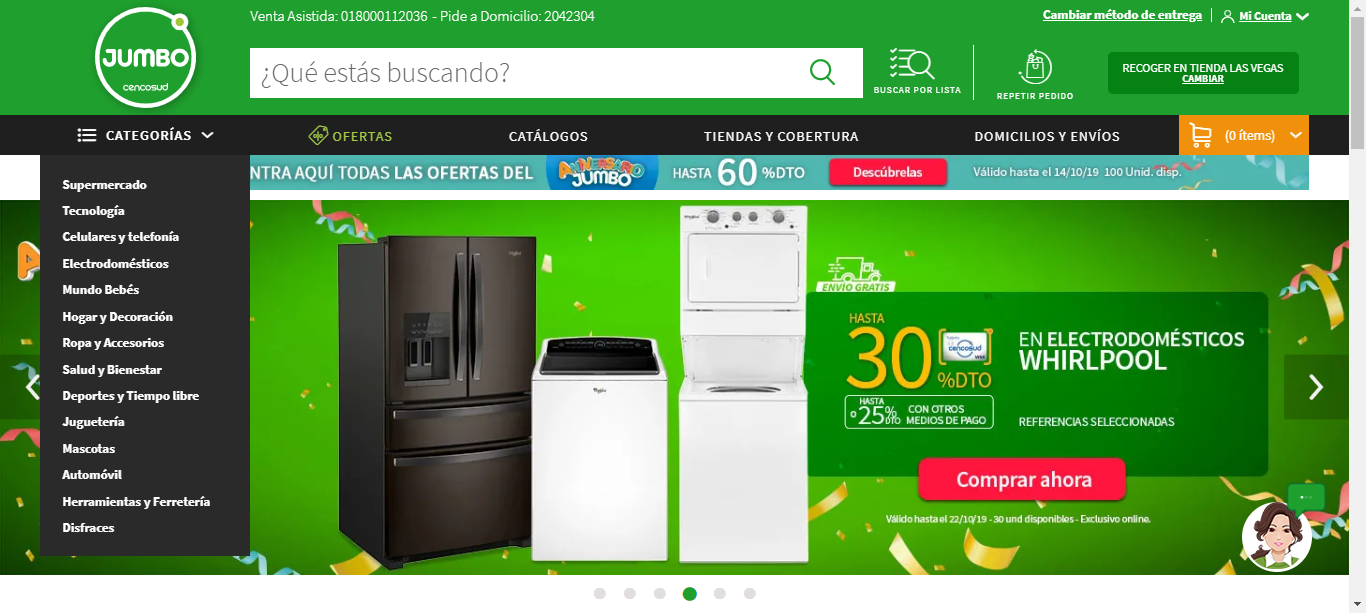 Venta Asistida: 018000112036 - Pide a Domicilio: 2042304
Cambiar método de entrega
Mi Cuenta
JUMBO
cencosud
¿Qué estás buscando?
BUSCAR POR LISTA
REPETIR PEDIDO
RECOGER EN TIENDA LAS VEGAS
CAMBIAR
CATEGORÍAS
OFERTAS
CATÁLOGOS
TIENDAS Y COBERTURA
DOMICILIOS Y ENVÍOS
(0 ítems)
NTRA AQUÍ TODAS LAS OFERTAS DEL
ANIVERSARIO
JUMBO
HASTA 60 %DTO
Descúbrelas
Válido hasta el 14/10/19 100 Unid. disp.
Supermercado
Tecnología
Celulares y telefonía
Electrodomésticos
Mundo Bebés
Hogar y Decoración
Ropa y Accesorios
Salud y Bienestar
Deportes y Tiempo libre
Juguetería
Mascotas
Automóvil
Herramientas y Ferretería
Disfraces
Whirlpool
ENVÍO GRATIS
HASTA
30 %DTO
cencosud
VISA
EN ELECTRODOMÉSTICOS
WHIRLPOOL
HASTA
o 25% DTO
CON OTROS
MEDIOS DE PAGO
REFERENCIAS SELECCIONADAS
Comprar ahora
Válido hasta el 22/10/19 - 30 und disponibles - Exclusivo online.